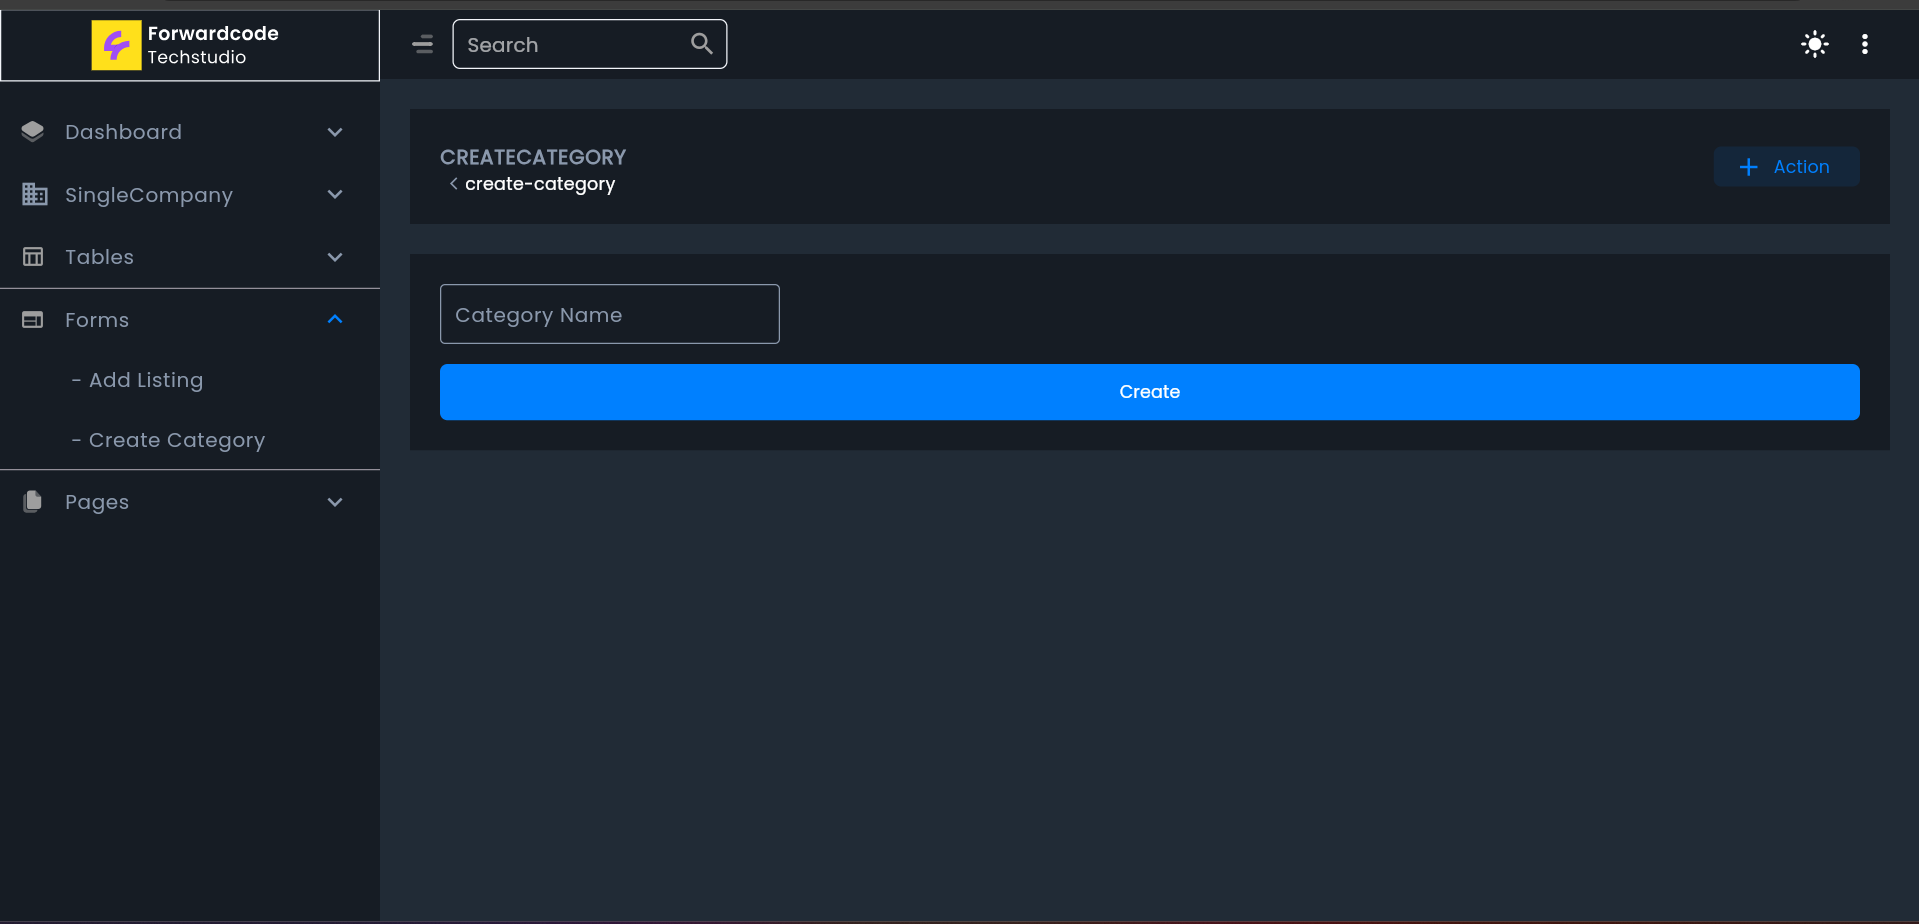 Forwardcode
Techstudio
Search
Dashboard
SingleCompany
Tables
Forms
- Add Listing
- Create Category
Pages
CREATECATEGORY
< create-category
+ Action
Category Name
Create